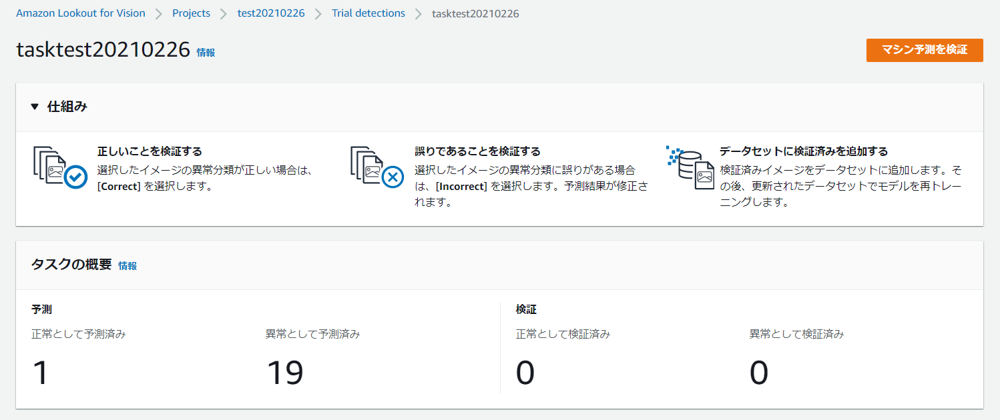 Amazon Lookout for Vision > Projects > test20210226 > Trial detections > tasktest20210226
tasktest20210226 情報
マシン予測を検証
▼ 仕組み
正しいことを検証する
選択したイメージの異常分類が正しい場合は、
[Correct] を選択します。
誤りであることを検証する
選択したイメージの異常分類に誤りがある場合
は、[Incorrect] を選択します。予測結果が修正さ
れます。
データセットに検証済みを追加する
検証済みイメージをデータセットに追加します。そ
の後、更新されたデータセットでモデルを再トレー
ニングします。
タスクの概要 情報
予測
正常として予測済み
1
異常として予測済み
19
検証
正常として検証済み
0
異常として検証済み
0